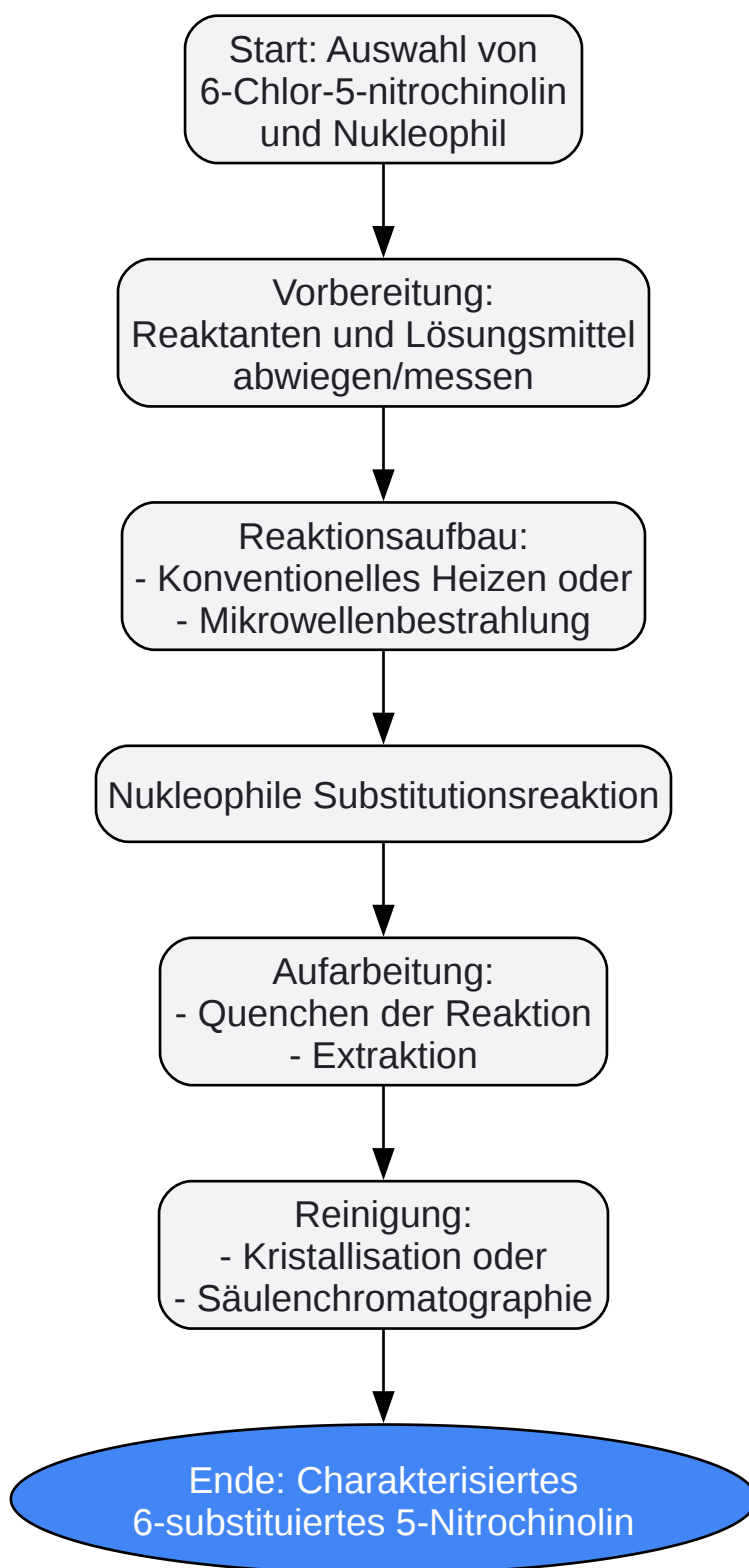 Start: Auswahl von
6-Chlor-5-nitrochinolin
und Nukleophil
Vorbereitung:
Reaktanten und Lösungsmittel
abwiegen/messen
Reaktionsaufbau:
- Konventionelles Heizen oder
- Mikrowellenbestrahlung
Nukleophile Substitutionsreaktion
Aufarbeitung:
- Quenchen der Reaktion
- Extraktion
Reinigung:
- Kristallisation oder
- Säulenchromatographie
Ende: Charakterisiertes
6-substituiertes 5-Nitrochinolin